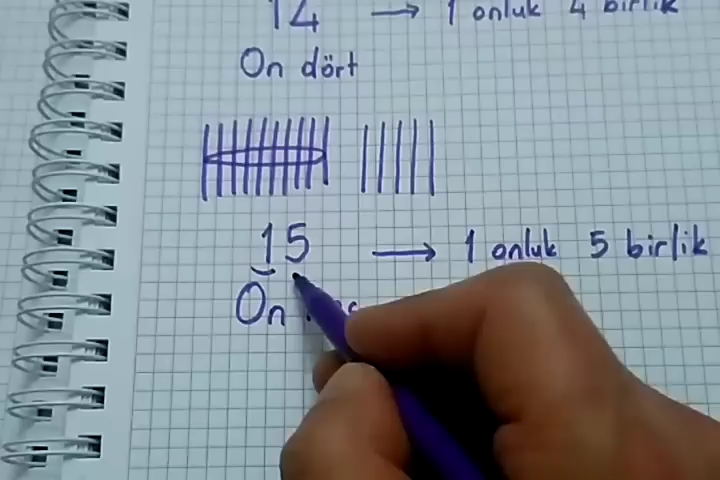 14 → 1 onluk 4 birlik
On dört
15 → 1 onluk 5 birlik
On